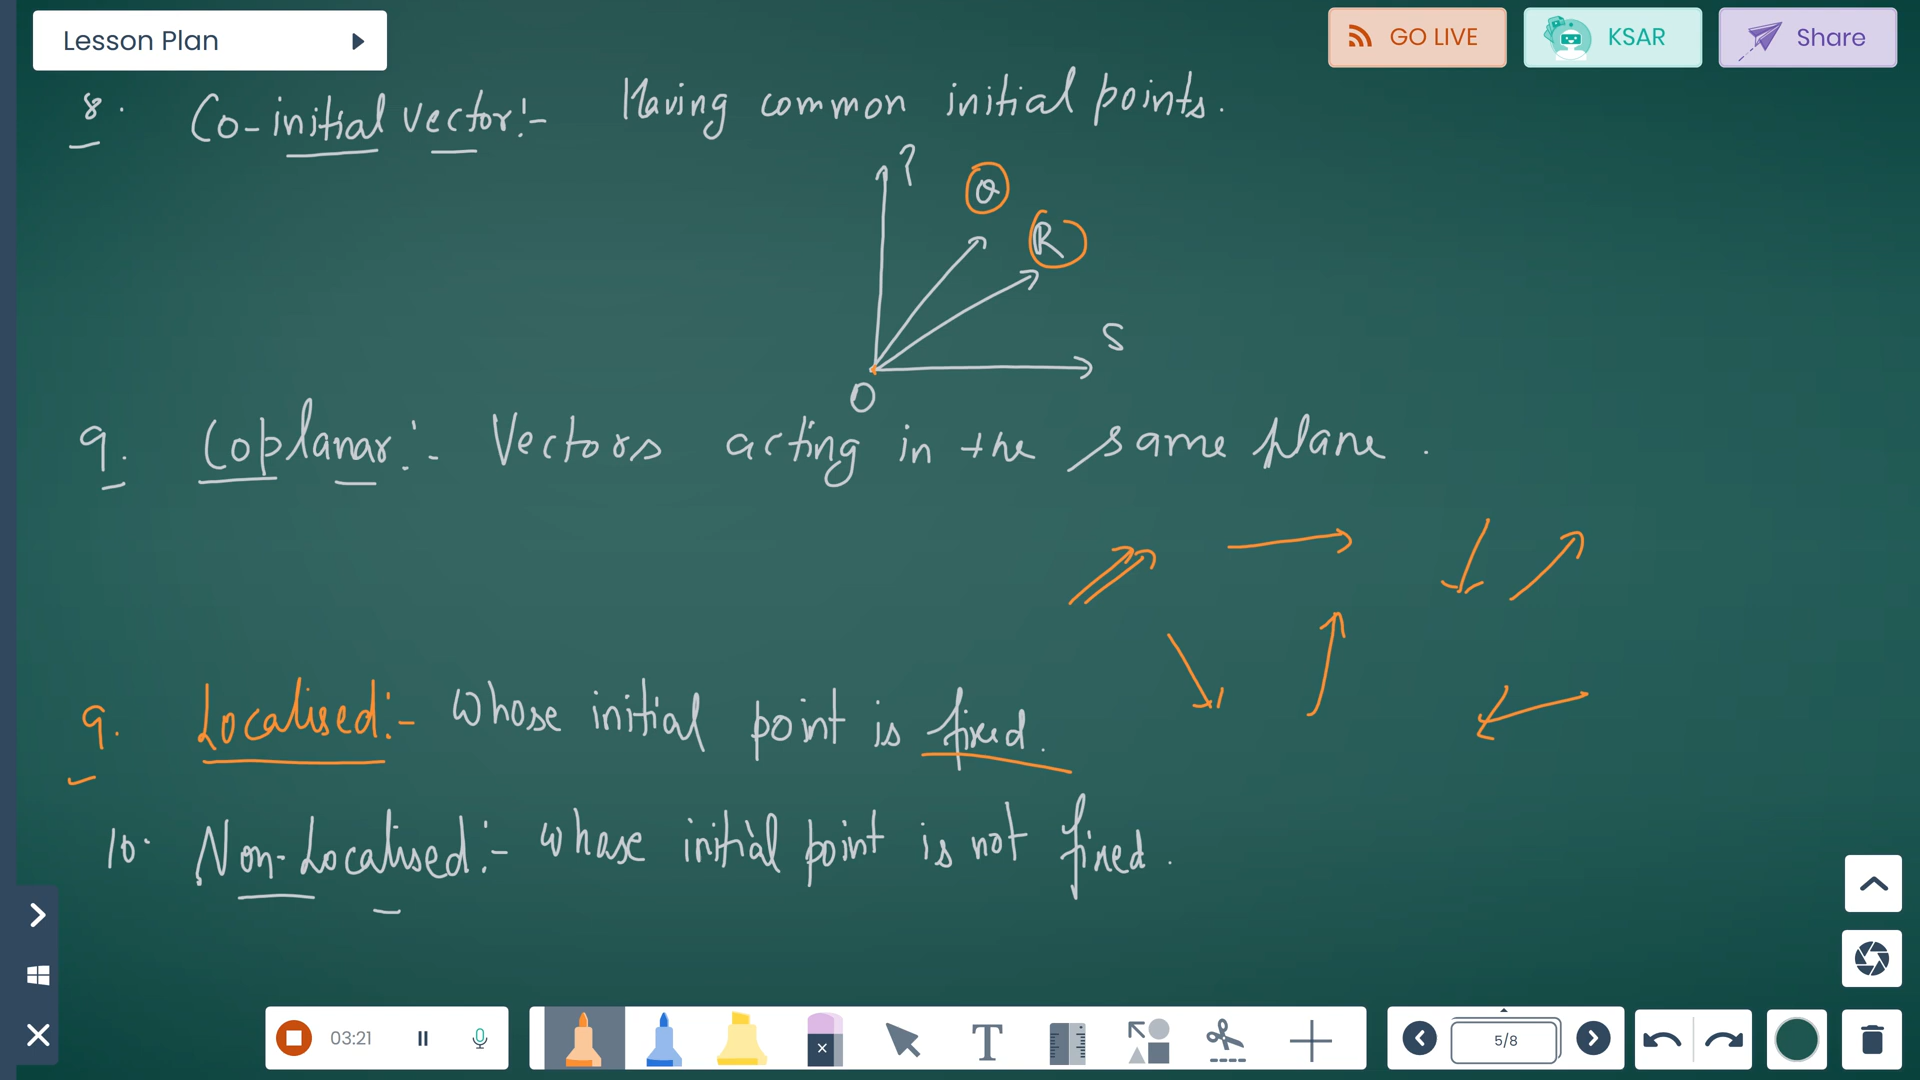 Lesson Plan
GO LIVE
KSAR
Share
8. Co-initial vector:- Having common initial points.
P
Q
R
S
O
9. Coplanar:- Vectors acting in the same plane.
9. Localised:- Whose initial point is fixed.
10. Non-Localised:- whose initial point is not fixed.
03:21
T
5/8